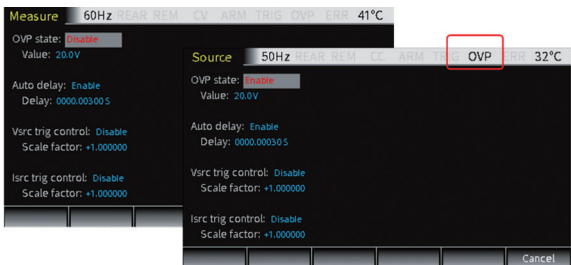 Measure 60Hz REAR REM CV ARM TRIG OVP ERR 41°C
OVP state: Disable
Value: 20.0V
Auto delay: Enable
Delay: 0000.00300 S
Vsrc trig control: Disable
Scale factor: +1.000000
Isrc trig control: Disable
Scale factor: +1.000000
Source 50Hz REAR REM CC ARM TRIG OVP ERR 32°C
OVP state: Enable
Value: 20.0V
Auto delay: Enable
Delay: 0000.00300 S
Vsrc trig control: Disable
Scale factor: +1.000000
Isrc trig control: Disable
Scale factor: +1.000000
Cancel